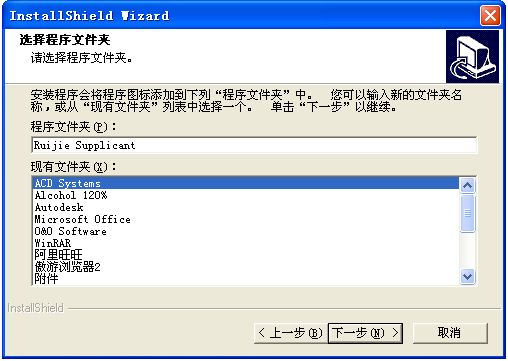 InstallShield Wizard
选择程序文件夹
请选择程序文件夹。
安装程序会将程序图标添加到下列“程序文件夹”中。 您可以输入新的文件夹名
称，或从“现有文件夹”列表中选择一个。 单击“下一步”以继续。
程序文件夹(P)：
Ruijie Supplicant
现有文件夹(X)：
ACD Systems
Alcohol 120%
Autodesk
Microsoft Office
O&O Software
WinRAR
阿里旺旺
傲游浏览器2
附件
InstallShield
< 上一步(B) 下一步(N) > 取消